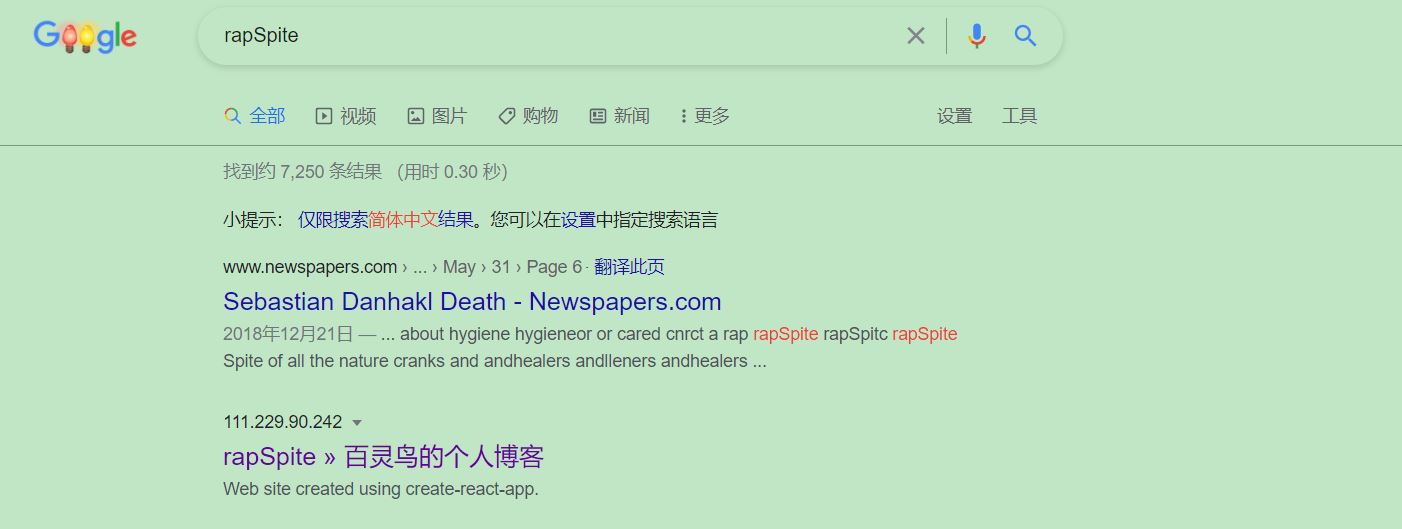 Google
rapSpite
全部 视频 图片 购物 新闻 更多 设置 工具
找到约 7,250 条结果 （用时 0.30 秒）
小提示： 仅限搜索简体中文结果。您可以在设置中指定搜索语言
www.newspapers.com › ... › May › 31 › Page 6 · 翻译此页
Sebastian Danhakl Death - Newspapers.com
2018年12月21日 — ... about hygiene hygieneor or cared cnrct a rap rapSpite rapSpitc rapSpite
Spite of all the nature cranks and andhealers andlleners andhealers ...
111.229.90.242
rapSpite » 百灵鸟的个人博客
Web site created using create-react-app.